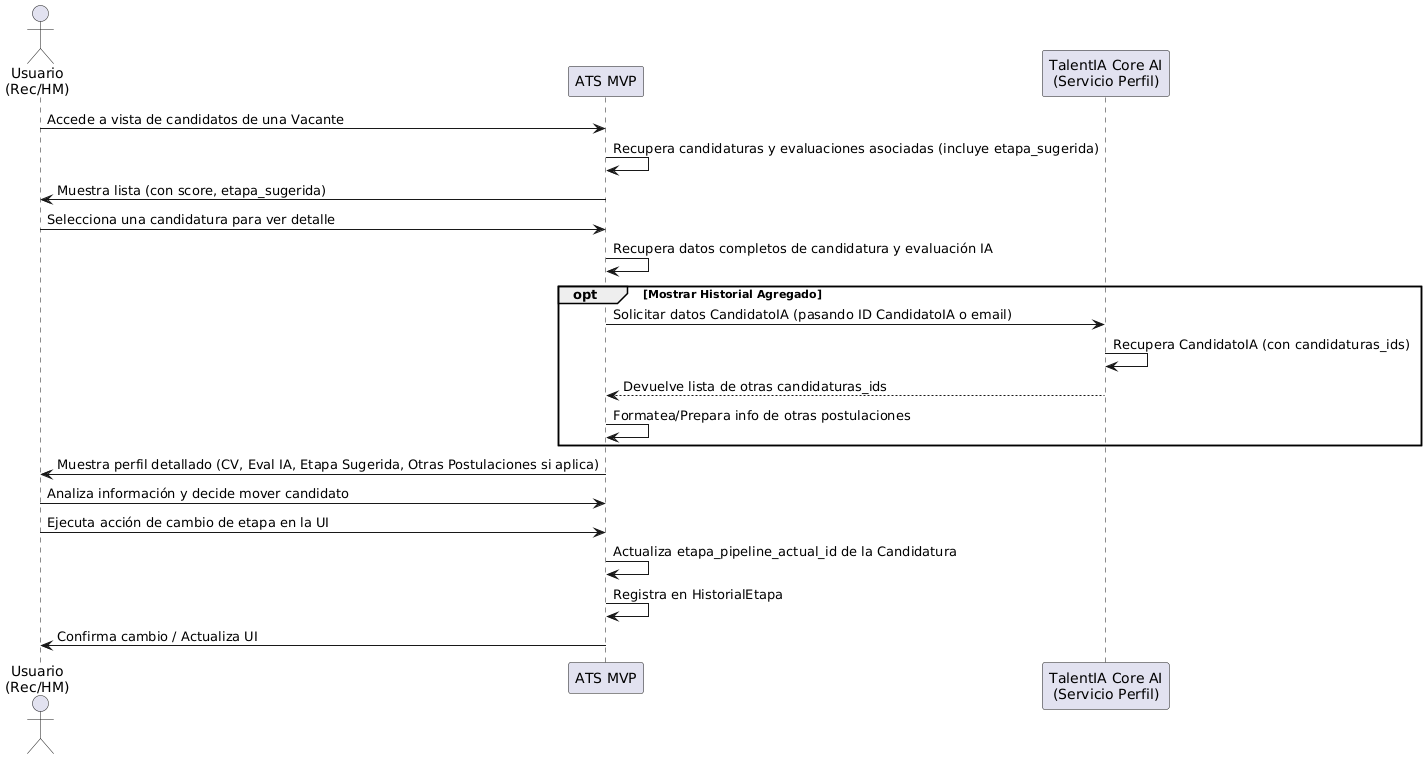 Usuario
(Rec/HM)
ATS MVP
TalentIA Core AI
(Servicio Perfil)
Accede a vista de candidatos de una Vacante
Recupera candidaturas y evaluaciones asociadas (incluye etapa_sugerida)
Muestra lista (con score, etapa_sugerida)
Selecciona una candidatura para ver detalle
Recupera datos completos de candidatura y evaluación IA
opt [Mostrar Historial Agregado]
Solicitar datos CandidatoIA (pasando ID CandidatoIA o email)
Recupera CandidatoIA (con candidaturas_ids)
Devuelve lista de otras candidaturas_ids
Formatea/Prepara info de otras postulaciones
Muestra perfil detallado (CV, Eval IA, Etapa Sugerida, Otras Postulaciones si aplica)
Analiza información y decide mover candidato
Ejecuta acción de cambio de etapa en la UI
Actualiza etapa_pipeline_actual_id de la Candidatura
Registra en HistorialEtapa
Confirma cambio / Actualiza UI
Usuario
(Rec/HM)
ATS MVP
TalentIA Core AI
(Servicio Perfil)